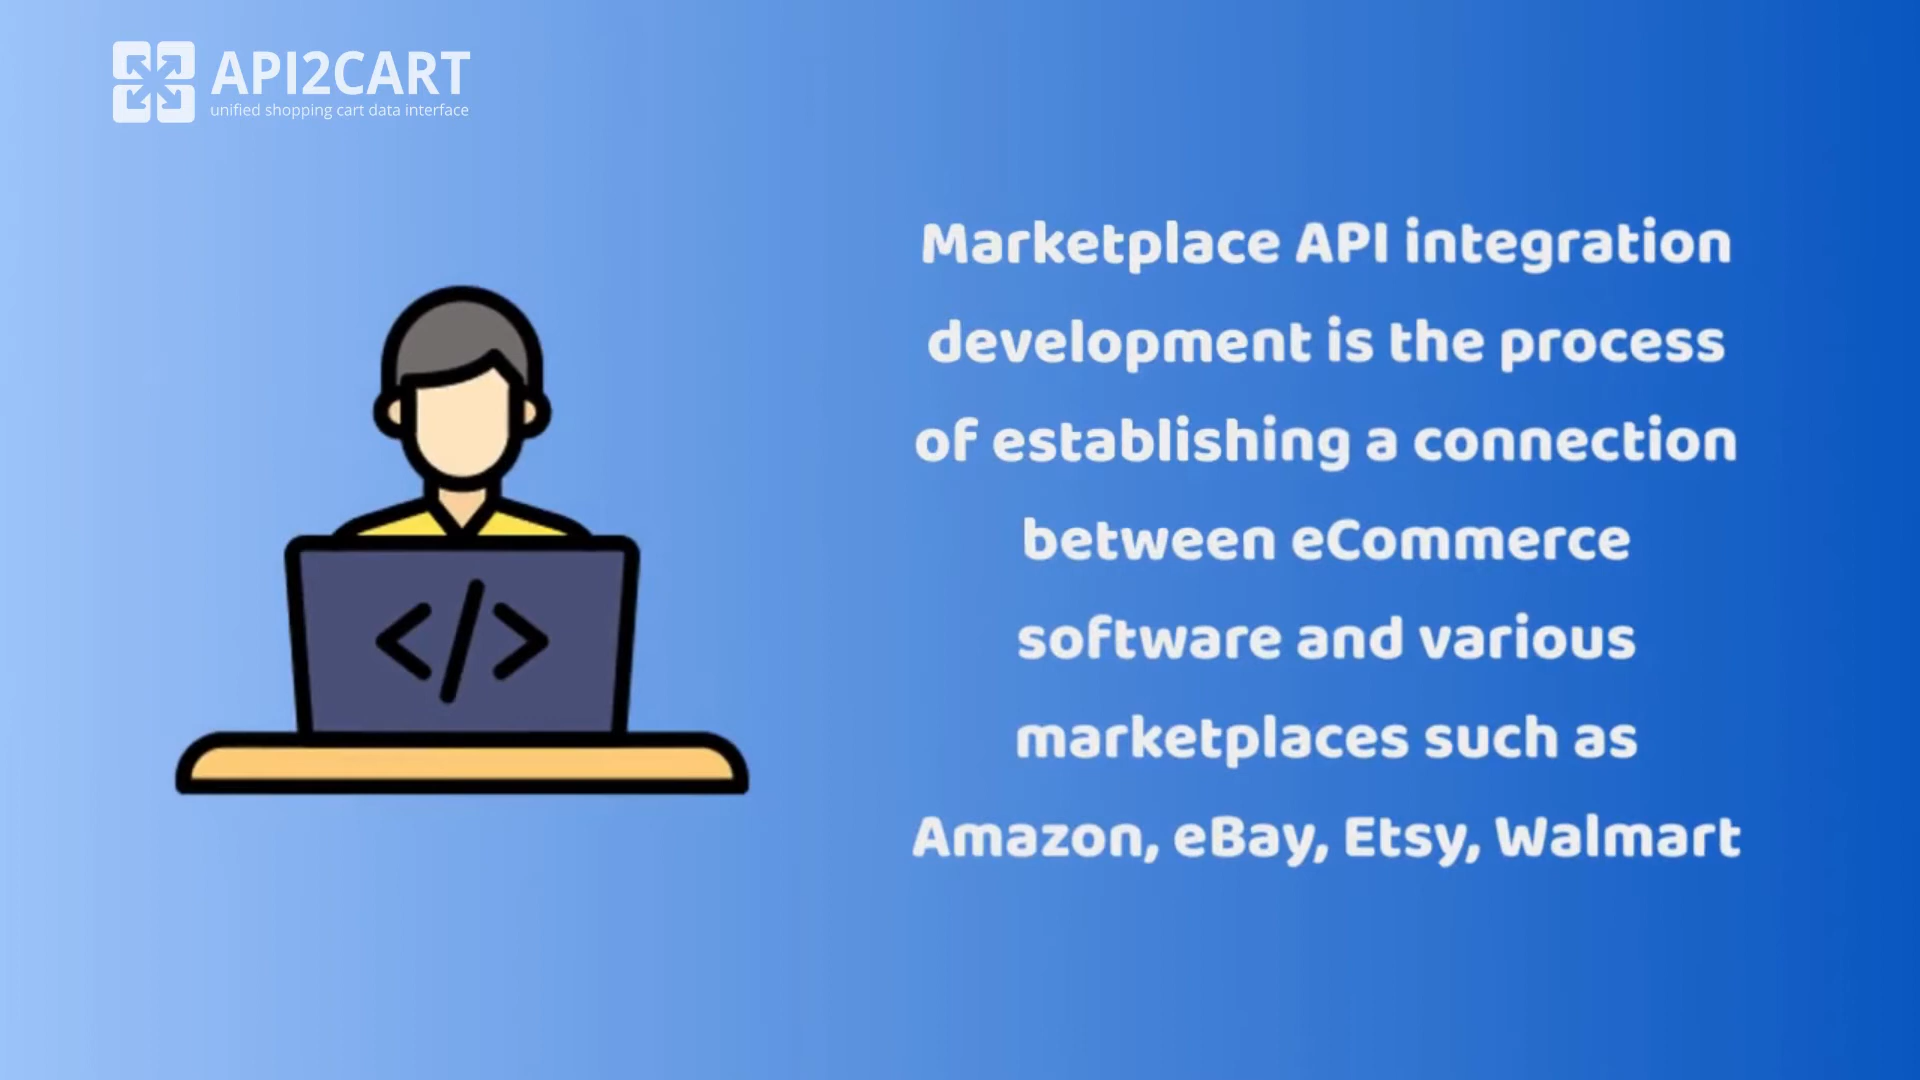 API2CART
unified shopping cart data interface
Marketplace API integration
development is the process
of establishing a connection
between eCommerce
software and various
marketplaces such as
Amazon, eBay, Etsy, Walmart
</>